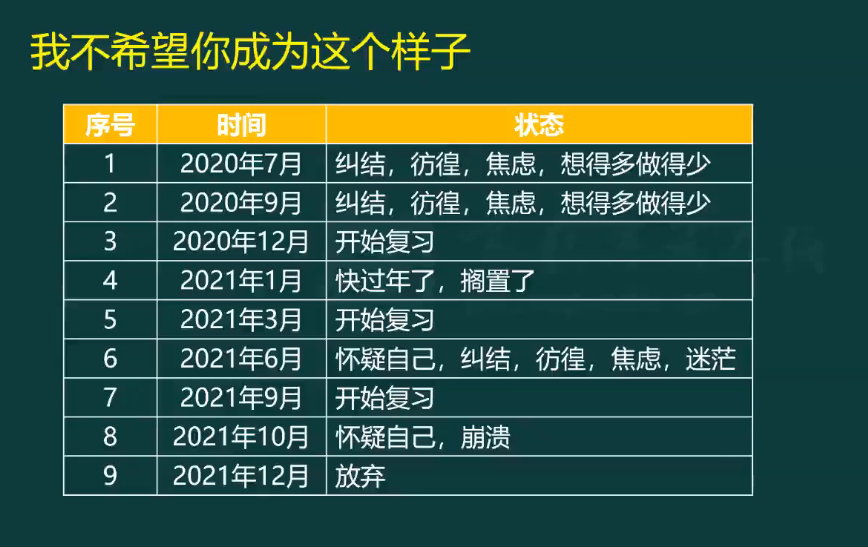 我不希望你成为这个样子
序号 时间 状态
1 2020年7月 纠结，彷徨，焦虑，想得多做得少
2 2020年9月 纠结，彷徨，焦虑，想得多做得少
3 2020年12月 开始复习
4 2021年1月 快过年了，搁置了
5 2021年3月 开始复习
6 2021年6月 怀疑自己，纠结，彷徨，焦虑，迷茫
7 2021年9月 开始复习
8 2021年10月 怀疑自己，崩溃
9 2021年12月 放弃